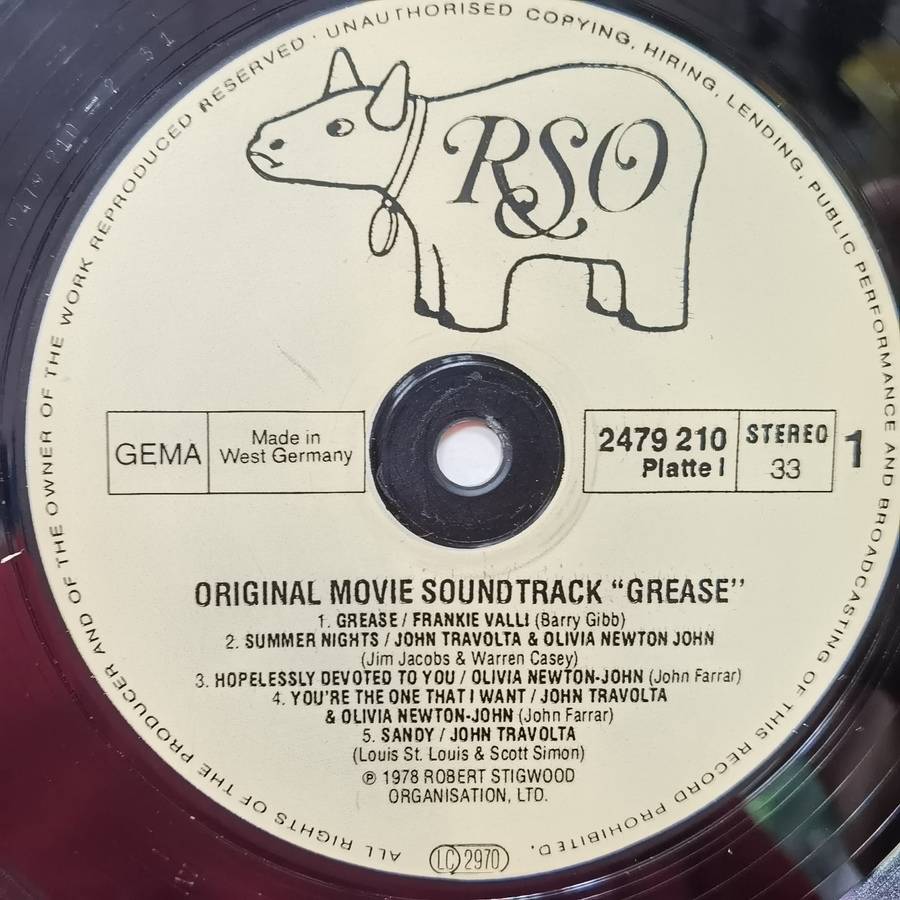 ALL RIGHTS OF THE PRODUCER AND OF THE OWNER OF THE WORK REPRODUCED RESERVED · UNAUTHORISED COPYING, HIRING, LENDING, PUBLIC PERFORMANCE AND BROADCASTING OF THIS RECORD PROHIBITED.
RSO
GEMA
Made in
West Germany
2479 210
Platte I
STEREO
33
1
ORIGINAL MOVIE SOUNDTRACK "GREASE"
1. GREASE / FRANKIE VALLI (Barry Gibb)
2. SUMMER NIGHTS / JOHN TRAVOLTA & OLIVIA NEWTON JOHN
(Jim Jacobs & Warren Casey)
3. HOPELESSLY DEVOTED TO YOU / OLIVIA NEWTON-JOHN (John Farrar)
4. YOU'RE THE ONE THAT I WANT / JOHN TRAVOLTA
& OLIVIA NEWTON-JOHN (John Farrar)
5. SANDY / JOHN TRAVOLTA
(Louis St. Louis & Scott Simon)
℗ 1978 ROBERT STIGWOOD
ORGANISATION, LTD.
LC 2970